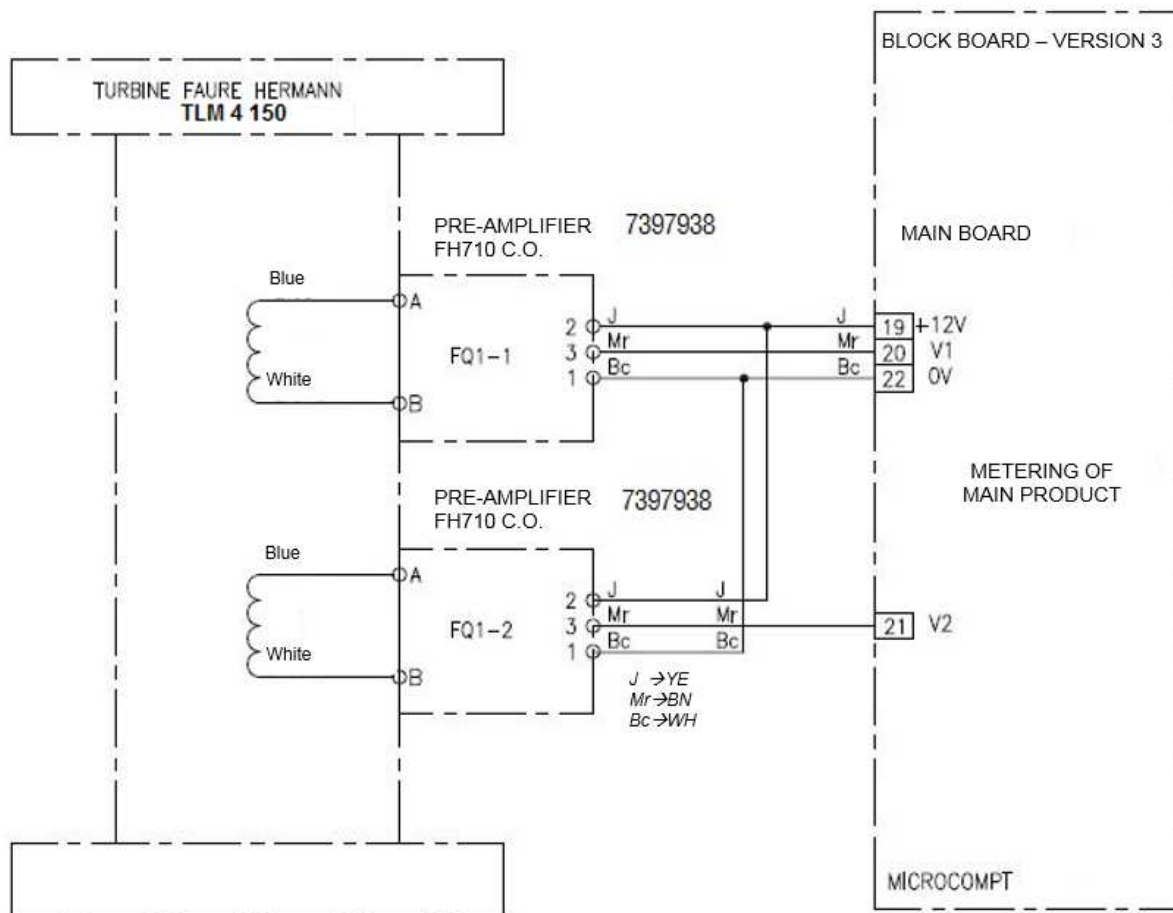 BLOCK BOARD – VERSION 3
TURBINE FAURE HERMANN
TLM 4 150
PRE-AMPLIFIER 7397938
FH710 C.O.
MAIN BOARD
Blue
A
White
B
FQ1-1
2 J J 19 +12V
3 Mr Mr 20 V1
1 Bc Bc 22 0V
METERING OF
MAIN PRODUCT
PRE-AMPLIFIER 7397938
FH710 C.O.
Blue
A
White
B
FQ1-2
2 J J
3 Mr Mr 21 V2
1 Bc Bc
J →YE
Mr→BN
Bc→WH
MICROCOMPT